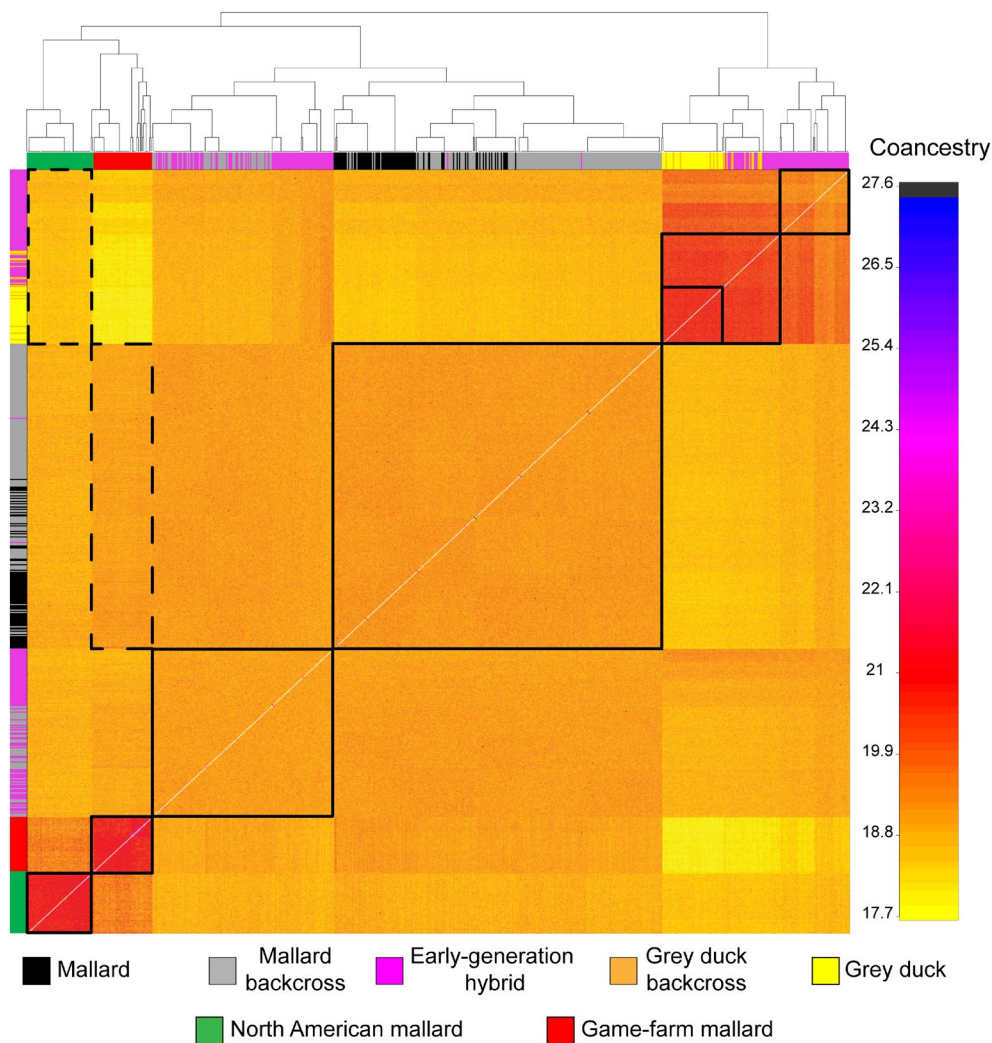 Coancestry
27.6
26.5
25.4
24.3
23.2
22.1
21
19.9
18.8
17.7
Mallard
Mallard
backcross
Early-generation
hybrid
Grey duck
backcross
Grey duck
North American mallard
Game-farm mallard